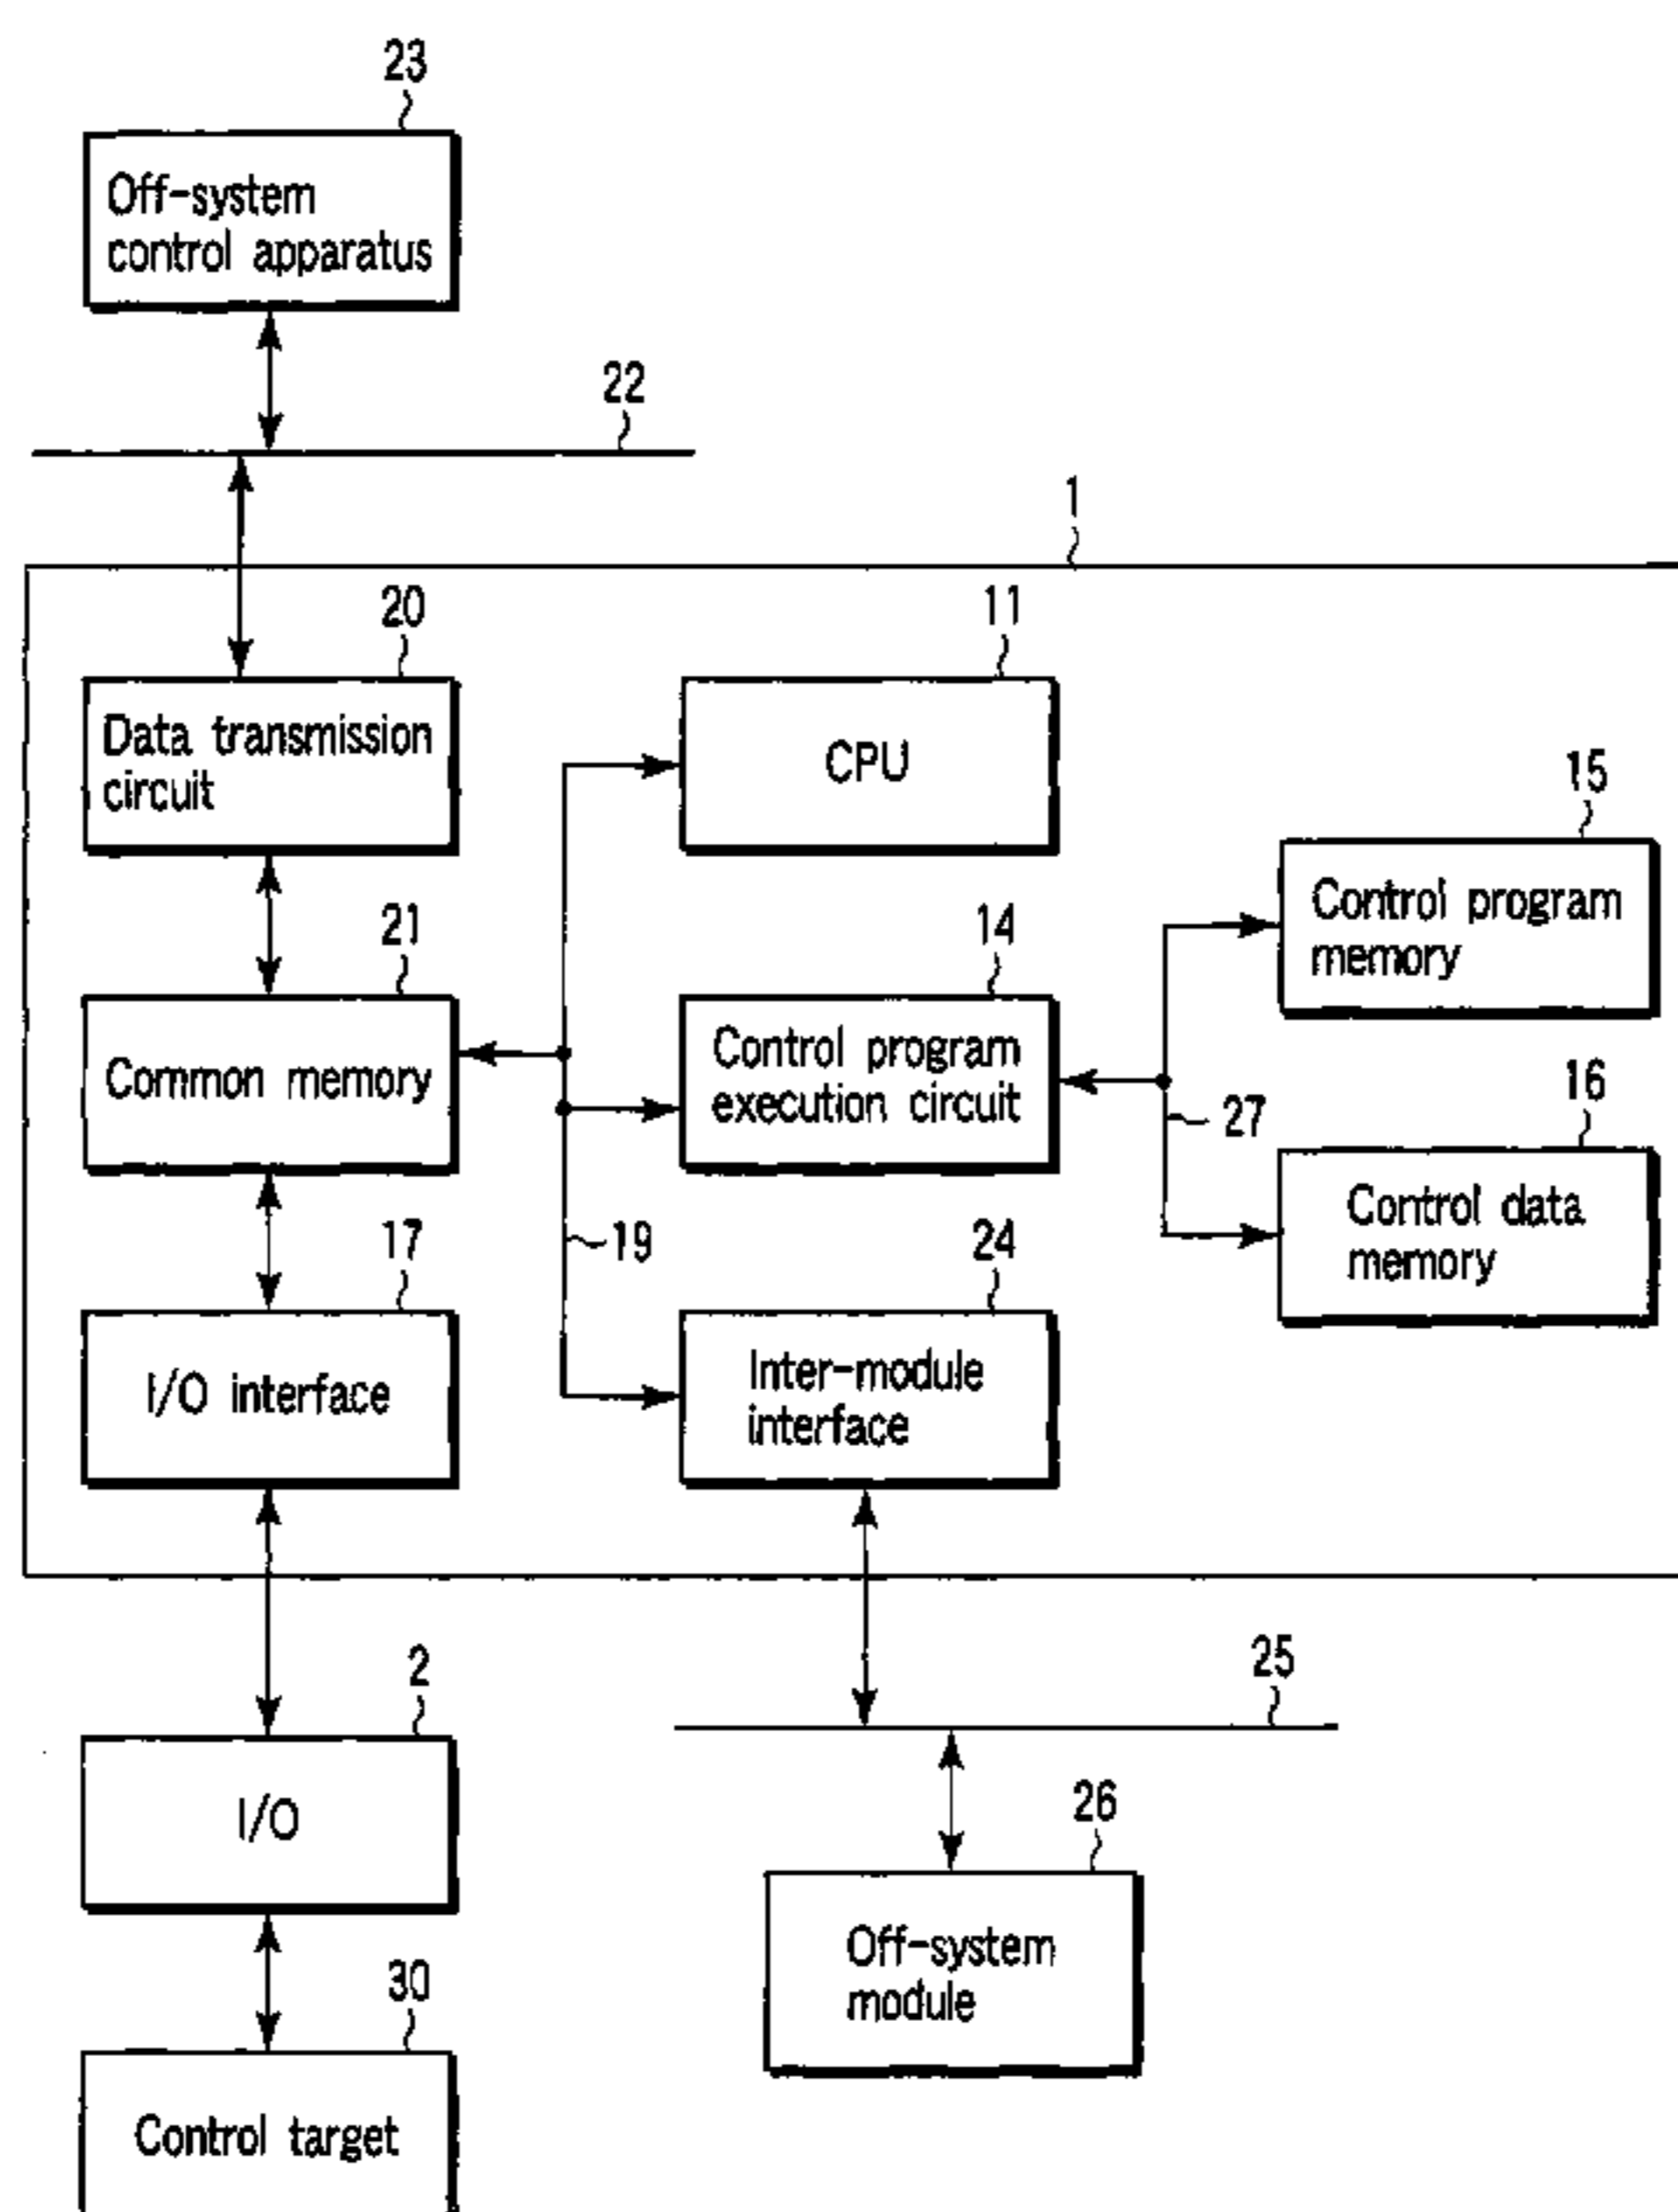 23
Off-system
control apparatus
22
1
20
Data transmission
circuit
11
CPU
15
Control program
memory
21
Common memory
14
Control program
execution circuit
27
16
Control data
memory
17
I/O interface
19
24
Inter-module
interface
2
I/O
25
26
Off-system
module
30
Control target